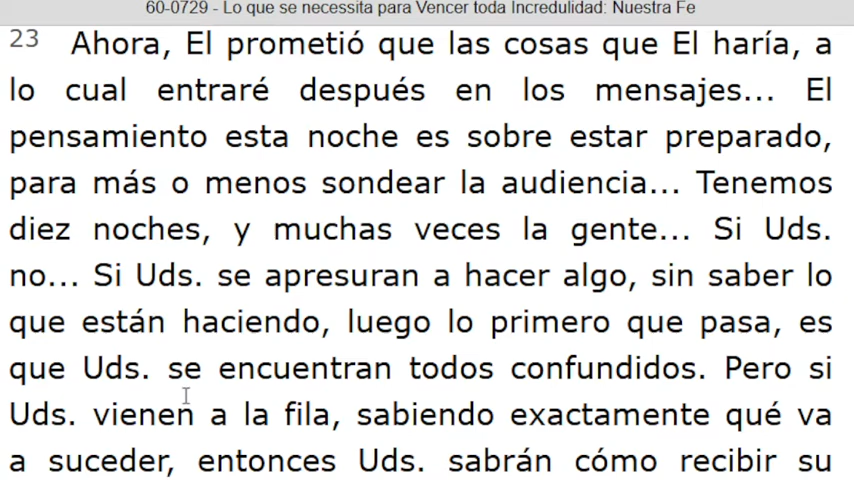 60-0729 - Lo que se necessita para Vencer toda Incredulidad: Nuestra Fe
23 Ahora, El prometió que las cosas que El haría, a
lo cual entraré después en los mensajes... El
pensamiento esta noche es sobre estar preparado,
para más o menos sondear la audiencia... Tenemos
diez noches, y muchas veces la gente... Si Uds.
no... Si Uds. se apresuran a hacer algo, sin saber lo
que están haciendo, luego lo primero que pasa, es
que Uds. se encuentran todos confundidos. Pero si
Uds. vienen a la fila, sabiendo exactamente qué va
a suceder, entonces Uds. sabrán cómo recibir su